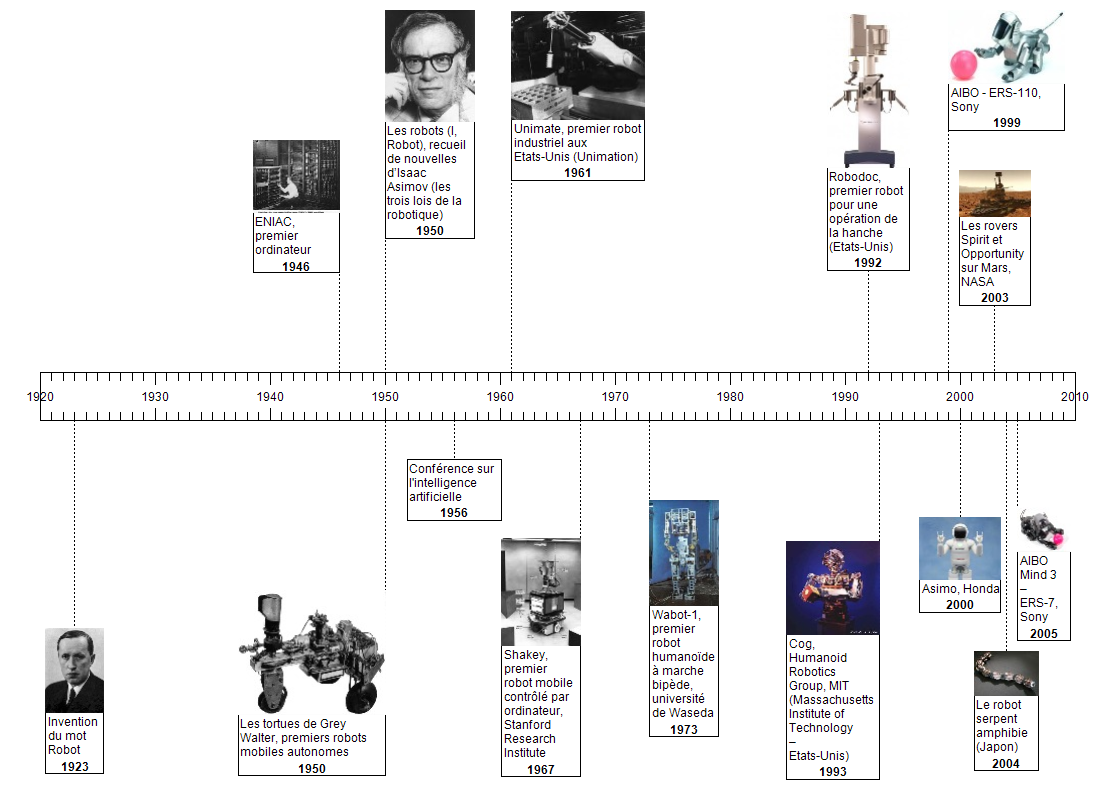 ENIAC,
premier
ordinateur
1946
Les robots (I,
Robot), recueil
de nouvelles
d'Isaac
Asimov (les
trois lois de la
robotique)
1950
Unimate, premier robot
industriel aux
Etats-Unis (Unimation)
1961
Robodoc,
premier robot
pour une
opération de
la hanche
(Etats-Unis)
1992
AIBO - ERS-110,
Sony
1999
Les rovers
Spirit et
Opportunity
sur Mars,
NASA
2003
1920 1930 1940 1950 1960 1970 1980 1990 2000 2010
Invention
du mot
Robot
1923
Les tortues de Grey
Walter, premiers robots
mobiles autonomes
1950
Conférence sur
l'intelligence
artificielle
1956
Shakey,
premier
robot mobile
contrôlé par
ordinateur,
Stanford
Research
Institute
1967
Wabot-1,
premier
robot
humanoïde
à marche
bipède,
université
de Waseda
1973
Cog,
Humanoid
Robotics
Group, MIT
(Massachusetts
Institute of
Technology
–
Etats-Unis)
1993
Asimo, Honda
2000
Le robot
serpent
amphibie
(Japon)
2004
AIBO
Mind 3
–
ERS-7,
Sony
2005